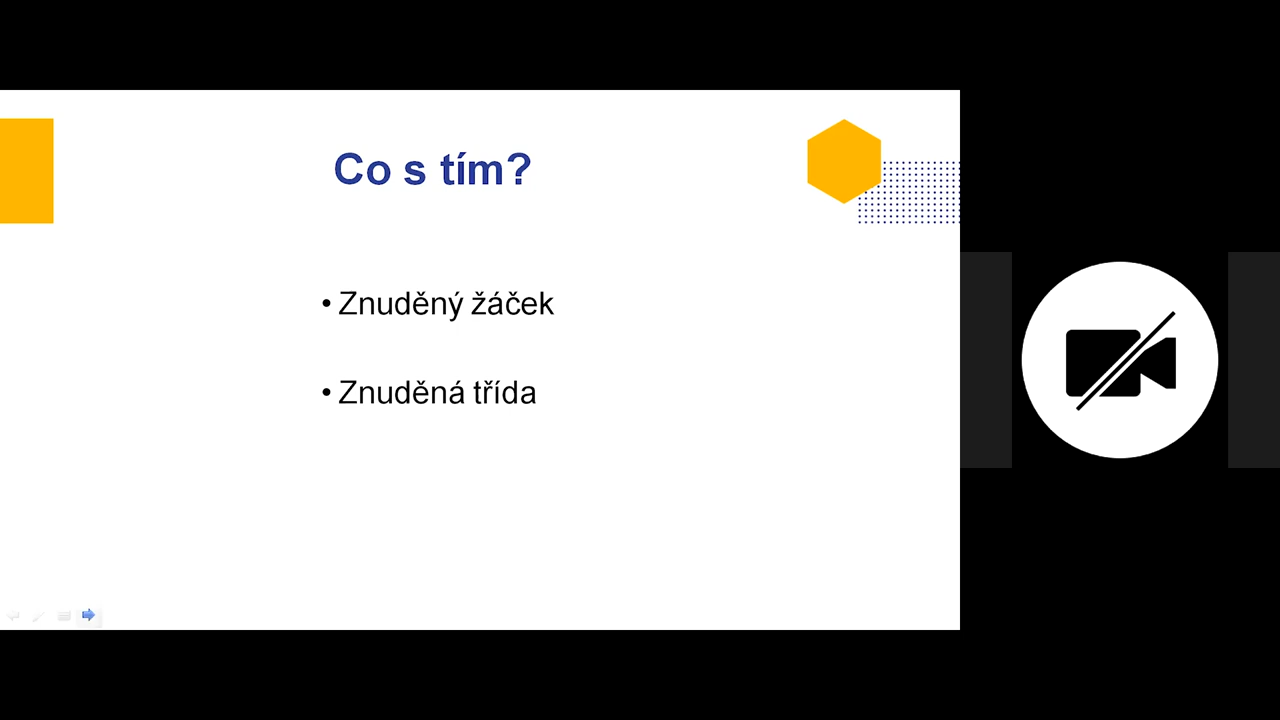 Co s tím?
• Znuděný žáček
• Znuděná třída